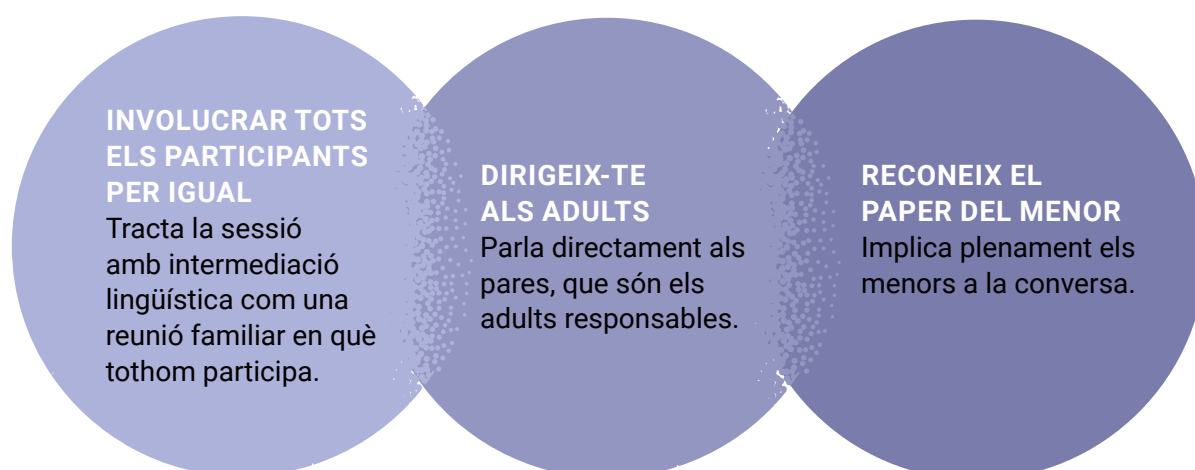 INVOLUCRAR TOTS
ELS PARTICIPANTS
PER IGUAL
Tracta la sessió
amb intermediació
lingüística com una
reunió familiar en què
tothom participa.
DIRIGEIX-TE
ALS ADULTS
Parla directament als
pares, que són els
adults responsables.
RECONEIX EL
PAPER DEL MENOR
Implica plenament els
menors a la conversa.